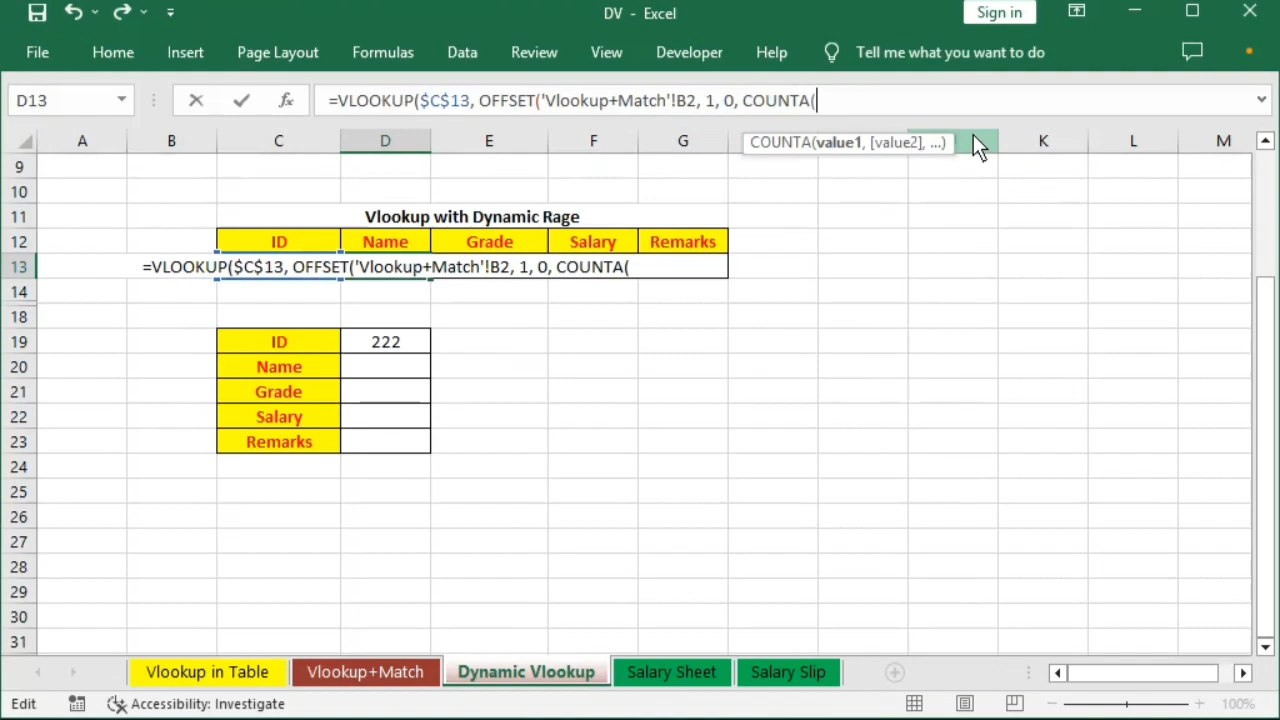 DV - Excel
Sign in
File Home Insert Page Layout Formulas Data Review View Developer Help Tell me what you want to do
D13 fx =VLOOKUP($C$13, OFFSET('Vlookup+Match'!B2, 1, 0, COUNTA(
COUNTA(value1, [value2], ...)
A B C D E F G K L M
9
10
11 Vlookup with Dynamic Rage
12 ID Name Grade Salary Remarks
13 =VLOOKUP($C$13, OFFSET('Vlookup+Match'!B2, 1, 0, COUNTA(
14
18
19 ID 222
20 Name
21 Grade
22 Salary
23 Remarks
24
25
26
27
28
29
30
31
Vlookup in Table Vlookup+Match Dynamic Vlookup Salary Sheet Salary Slip
Edit Accessibility: Investigate 100%